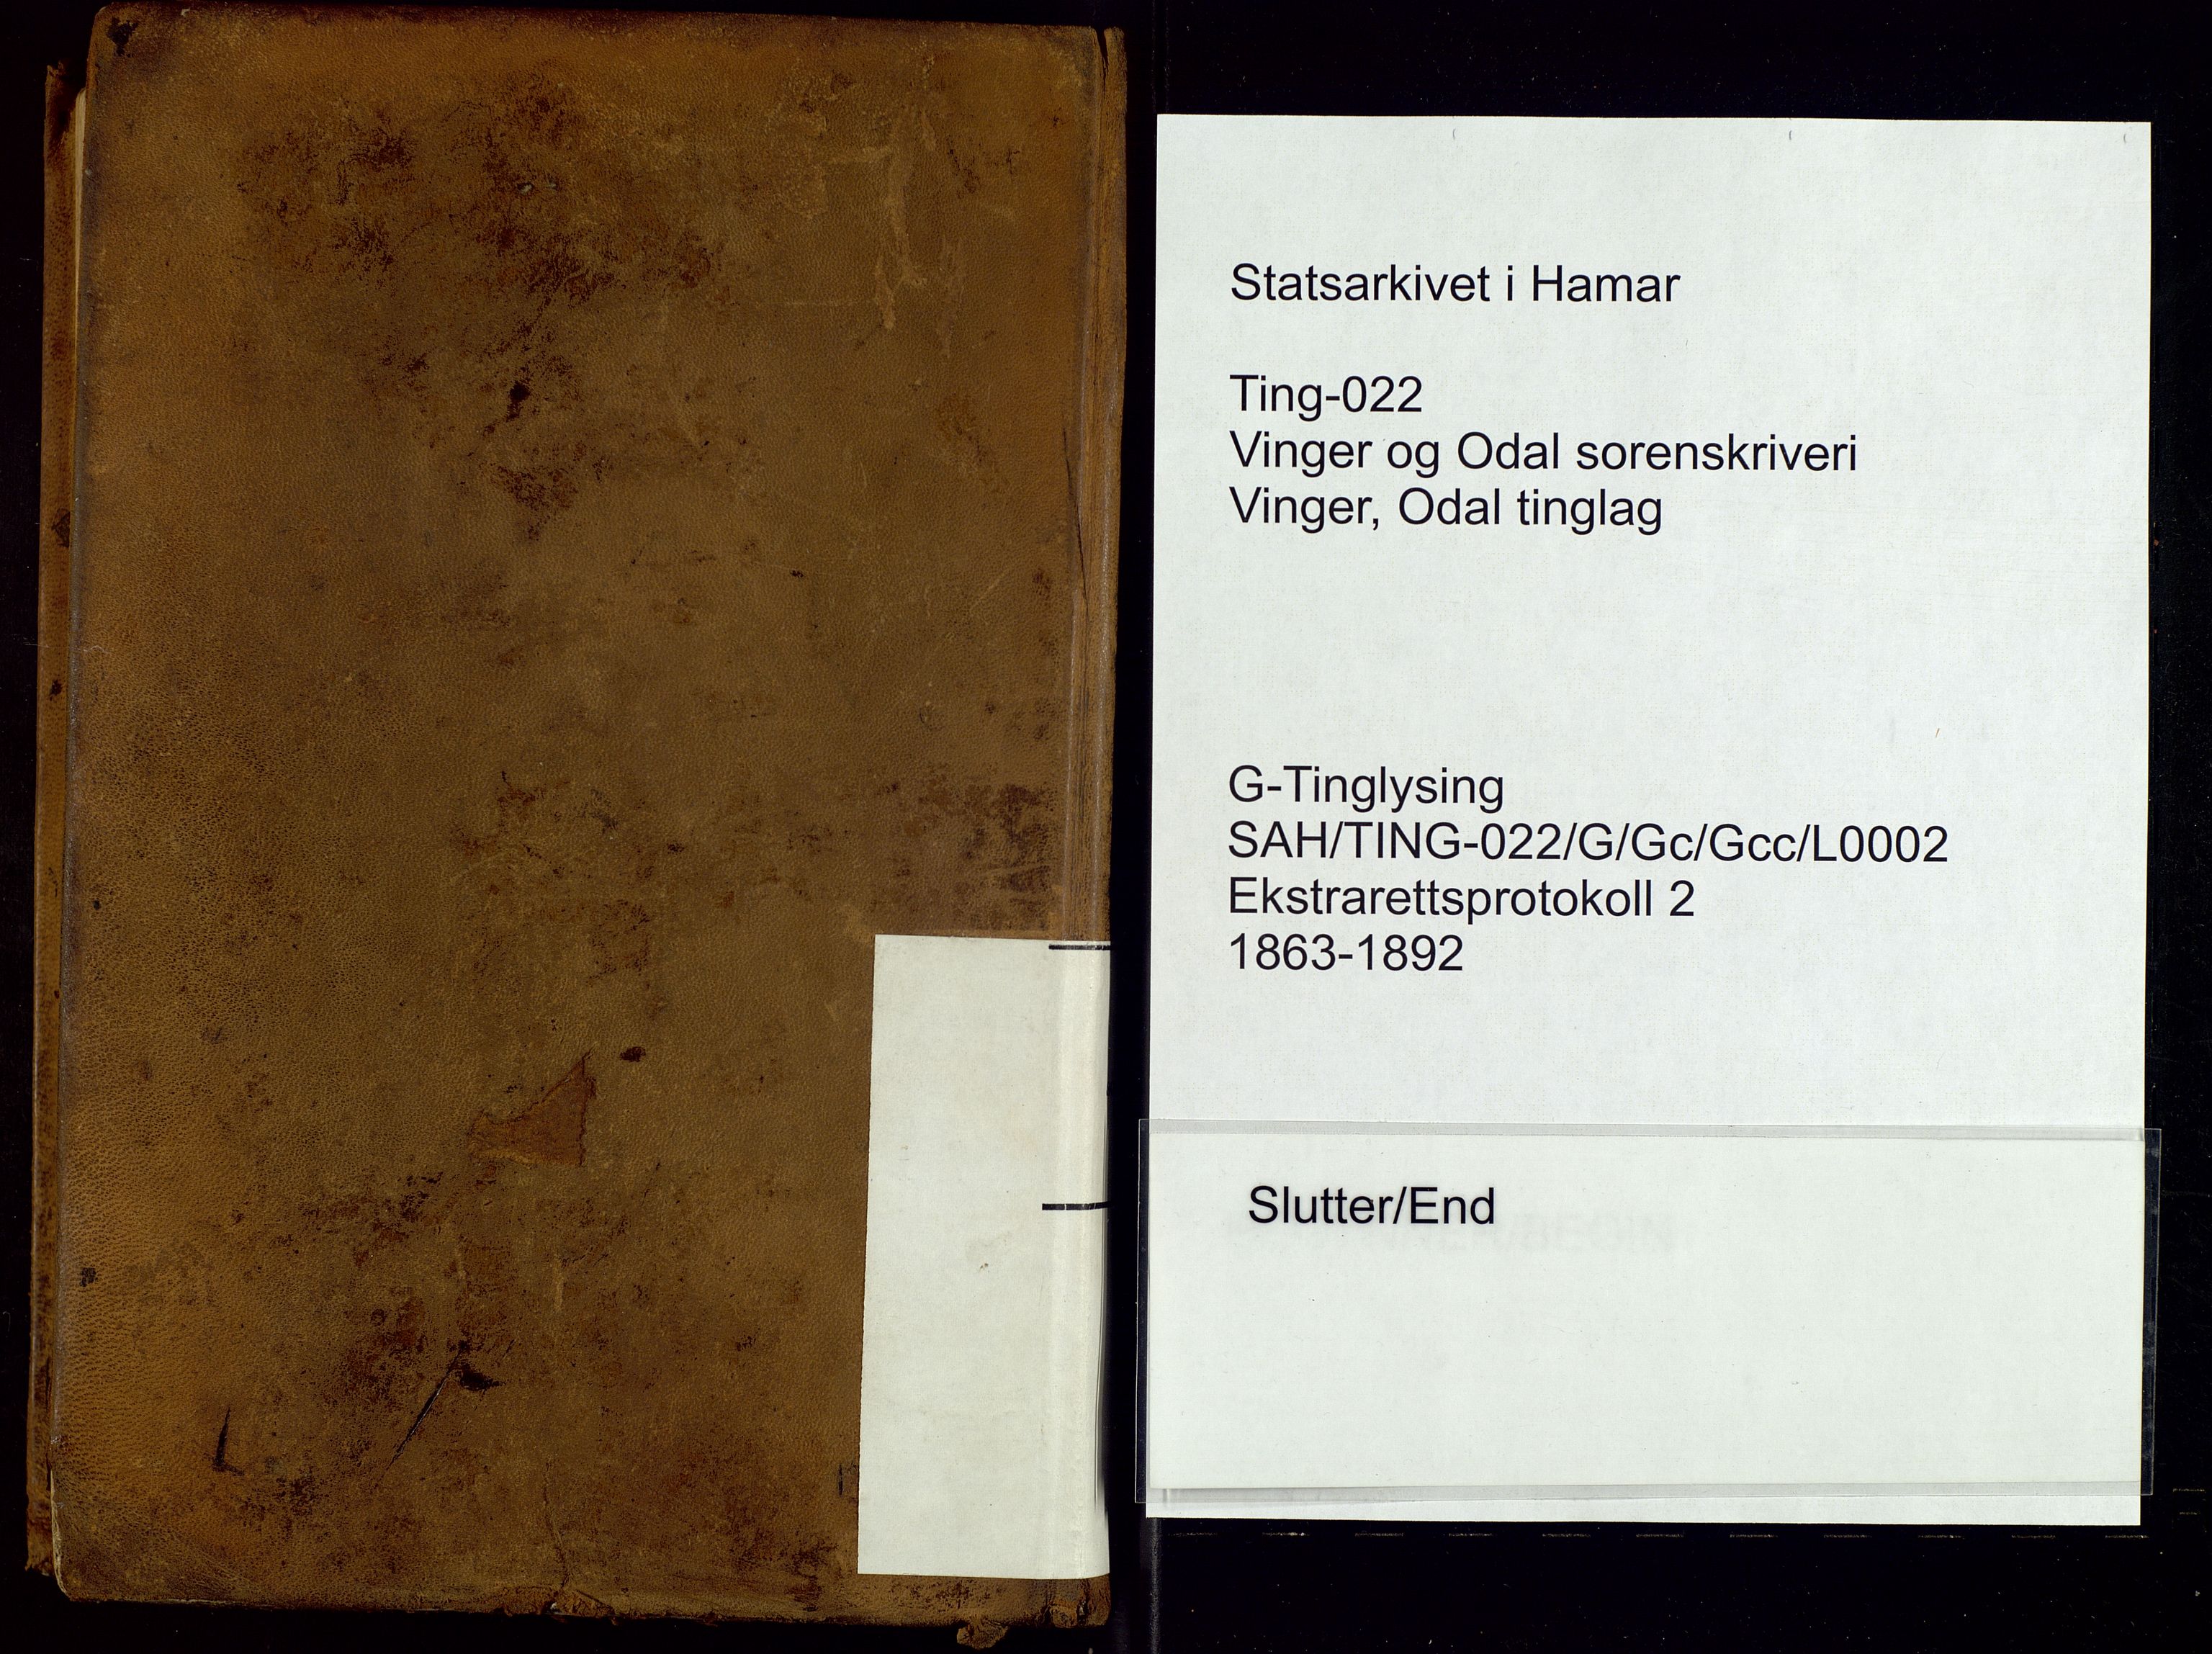 Statsarkivet i Hamar
Ting-022
Vinger og Odal sorenskriveri
Vinger, Odal tinglag
G-Tinglysing
SAH/TING-022/G/Gc/Gcc/L0002
Ekstrarettsprotokoll 2
1863-1892
Slutter/End